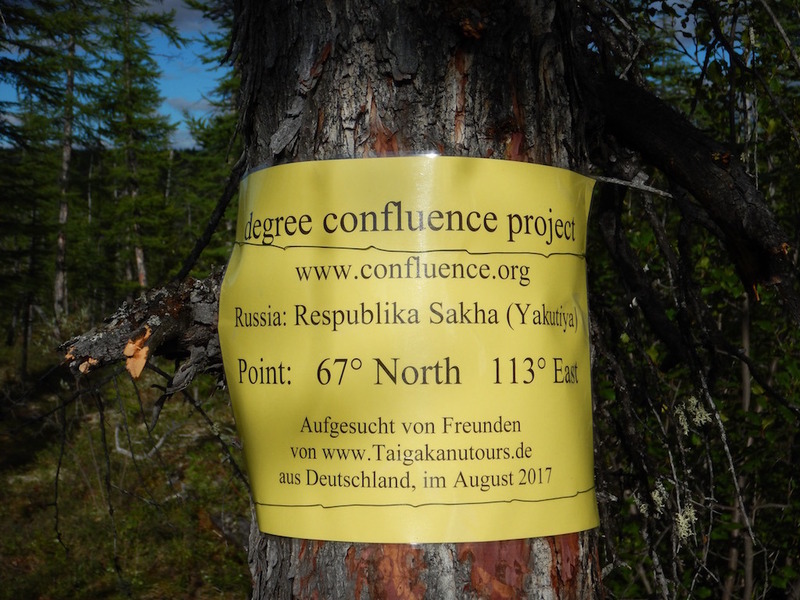 degree confluence project
www.confluence.org
Russia: Respublika Sakha (Yakutiya)
Point: 67° North 113° East
Aufgesucht von Freunden
von www.Taigakanutours.de
aus Deutschland, im August 2017